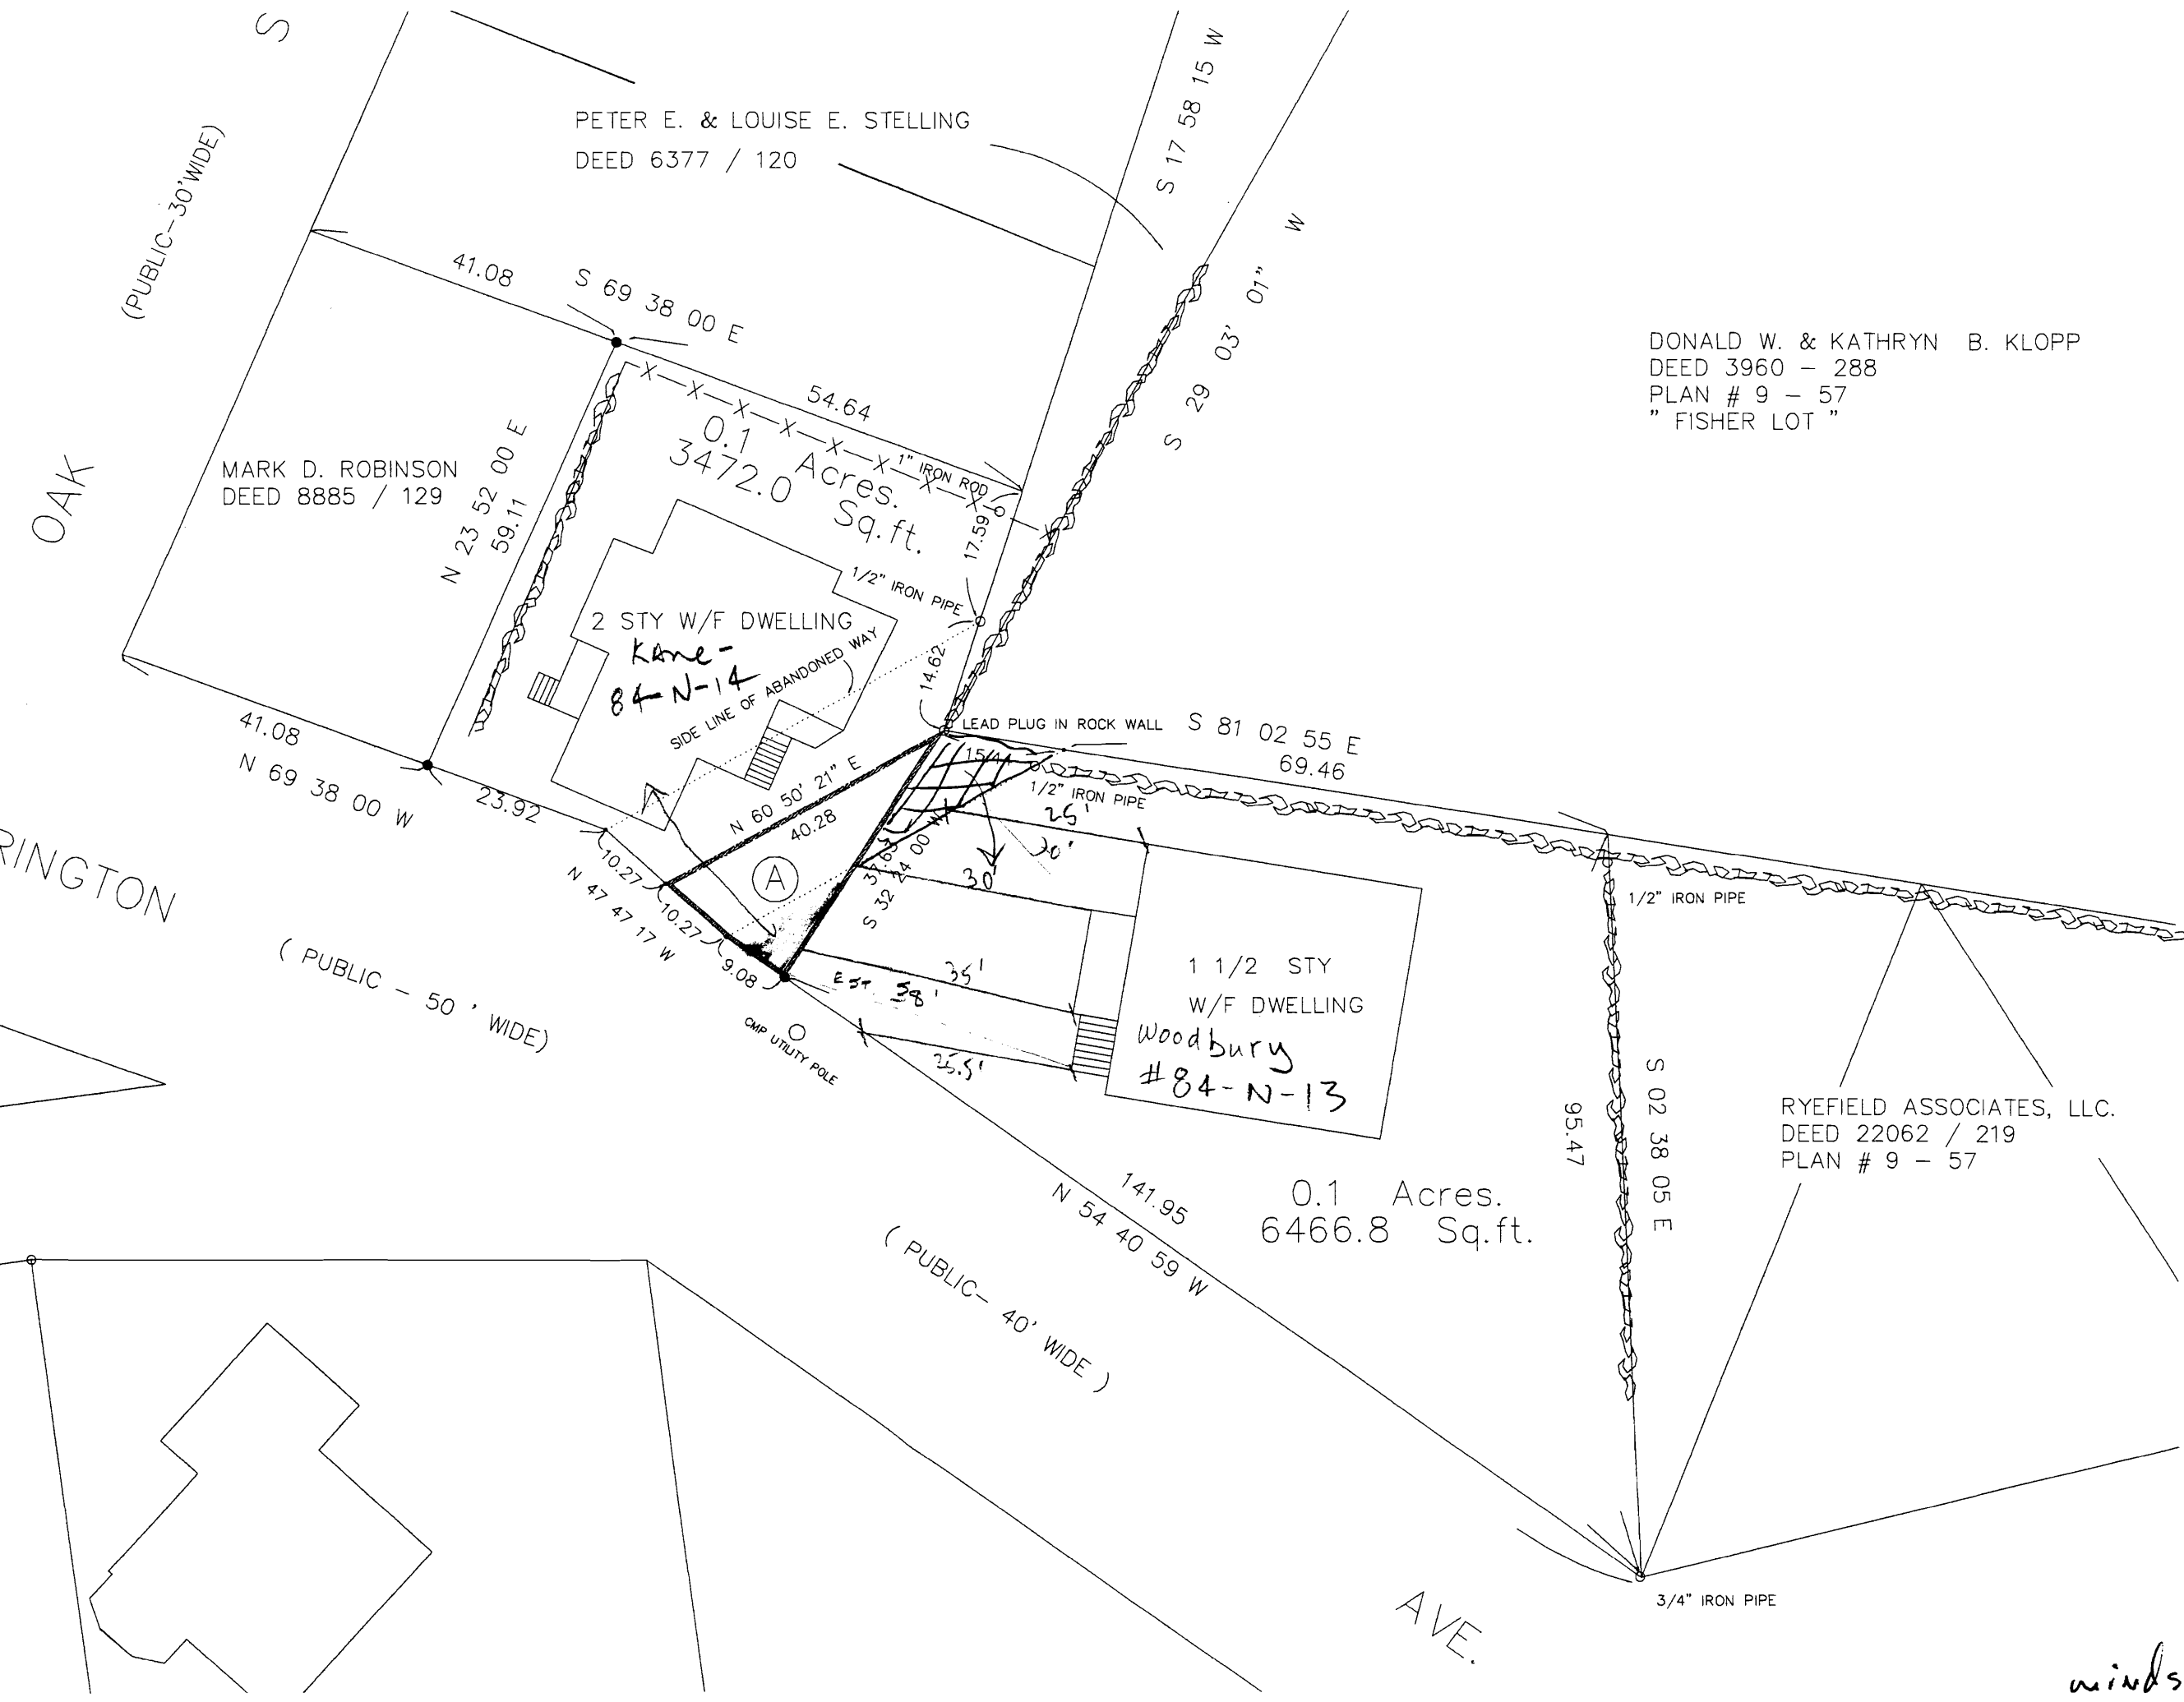 S
PETER E. & LOUISE E. STELLING
DEED 6377 / 120
S 17 58 15 W
(PUBLIC-30'WIDE)
41.08
S 69 38 00 E
S 29 03' 01" W
DONALD W. & KATHRYN B. KLOPP
DEED 3960 - 288
PLAN # 9 - 57
" FISHER LOT "
54.64
0.1 Acres.
3472.0 Sq.ft.
1" IRON ROD
OAK
MARK D. ROBINSON
DEED 8885 / 129
N 23 52 00 E
59.11
17.59
1/2" IRON PIPE
2 STY W/F DWELLING
Kane-
84-N-14
SIDE LINE OF ABANDONED WAY
14.62
LEAD PLUG IN ROCK WALL
S 81 02 55 E
69.46
1/2" IRON PIPE
41.08
N 69 38 00 W
23.92
N 60 50' 21" E
40.28
25'
20'
30'
10.27
N 47 47 17 W
10.27
9.08
A
37.63
S 32 24 00 W
RINGTON
( PUBLIC - 50 ' WIDE)
35'
EST. 38'
CMP UTILITY POLE
1 1/2 STY
W/F DWELLING
Woodbury
#84-N-13
1/2" IRON PIPE
S 02 38 05 E
95.47
RYEFIELD ASSOCIATES, LLC.
DEED 22062 / 219
PLAN # 9 - 57
141.95
N 54 40 59 W
0.1 Acres.
6466.8 Sq.ft.
( PUBLIC- 40' WIDE )
AVE.
3/4" IRON PIPE
minds